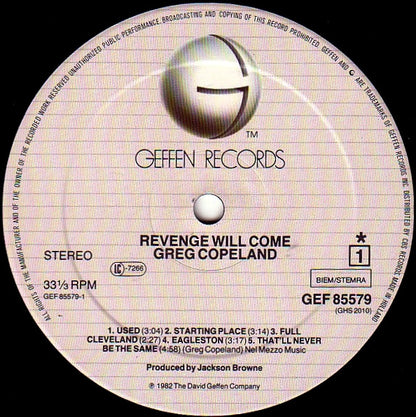 ALL RIGHTS OF THE MANUFACTURER AND OF THE OWNER OF THE RECORDED WORK RESERVED UNAUTHORIZED PUBLIC PERFORMANCE, BROADCASTING AND COPYING OF THIS RECORD PROHIBITED. GEFFEN AND G ARE TRADEMARKS OF GEFFEN RECORDS INC. DISTRIBUTED BY CBS RECORDS. MADE IN HOLLAND
G
TM
GEFFEN RECORDS
REVENGE WILL COME
GREG COPELAND
STEREO
LC -7266
*
1
33⅓ RPM
GEF 85579-1
BIEM/STEMRA
GEF 85579
(GHS 2010)
1. USED (3:04) 2. STARTING PLACE (3:14) 3. FULL
CLEVELAND (2:27) 4. EAGLESTON (3:17) 5. THAT'LL NEVER
BE THE SAME (4:58) (Greg Copeland) Nel Mezzo Music
Produced by Jackson Browne
℗ 1982 The David Geffen Company